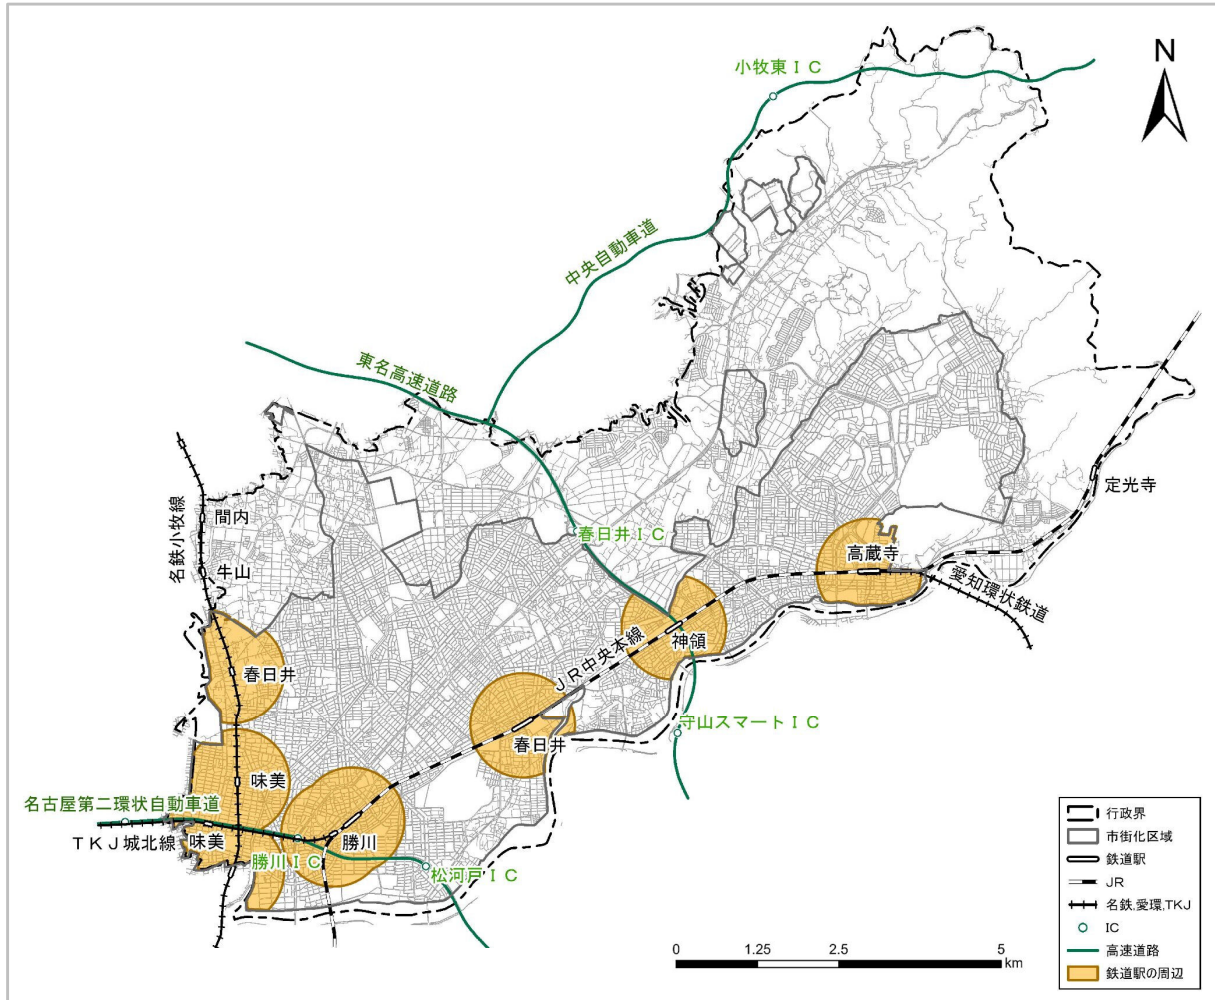 小牧東ＩＣ
N
中央自動車道
東名高速道路
定光寺
名鉄小牧線
間内
春日井ＩＣ
高蔵寺
牛山
愛知環状鉄道
神領
ＪＲ中央本線
春日井
守山スマートＩＣ
春日井
味美
名古屋第二環状自動車道
ＴＫＪ城北線
味美
勝川
勝川ＩＣ
松河戸ＩＣ
行政界
市街化区域
鉄道駅
JR
名鉄,愛環,TKJ
IC
高速道路
鉄道駅の周辺
0 1.25 2.5 5
km